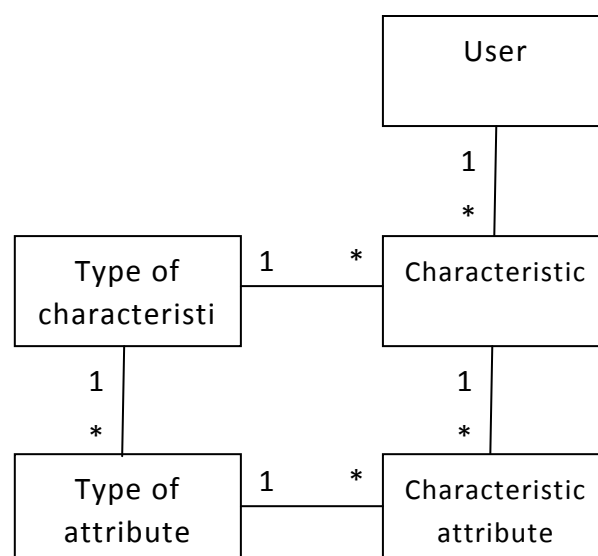 User
1
*
Type of
characteristi
1
*
Characteristic
1
*
1
*
Type of
attribute
1
*
Characteristic
attribute